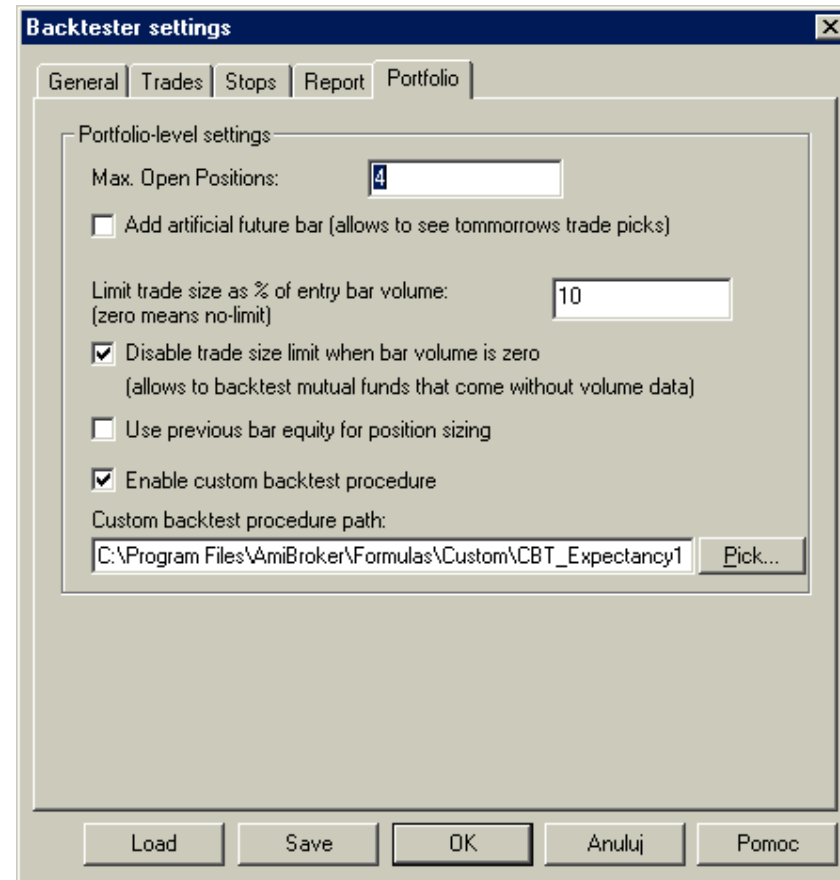 Backtester settings
General Trades Stops Report Portfolio
Portfolio-level settings
Max. Open Positions: 4
Add artificial future bar (allows to see tommorrows trade picks)
Limit trade size as % of entry bar volume: 10
(zero means no-limit)
Disable trade size limit when bar volume is zero
(allows to backtest mutual funds that come without volume data)
Use previous bar equity for position sizing
Enable custom backtest procedure
Custom backtest procedure path:
C:\Program Files\AmiBroker\Formulas\Custom\CBT_Expectancy1 Pick...
Load Save OK Anuluj Pomoc